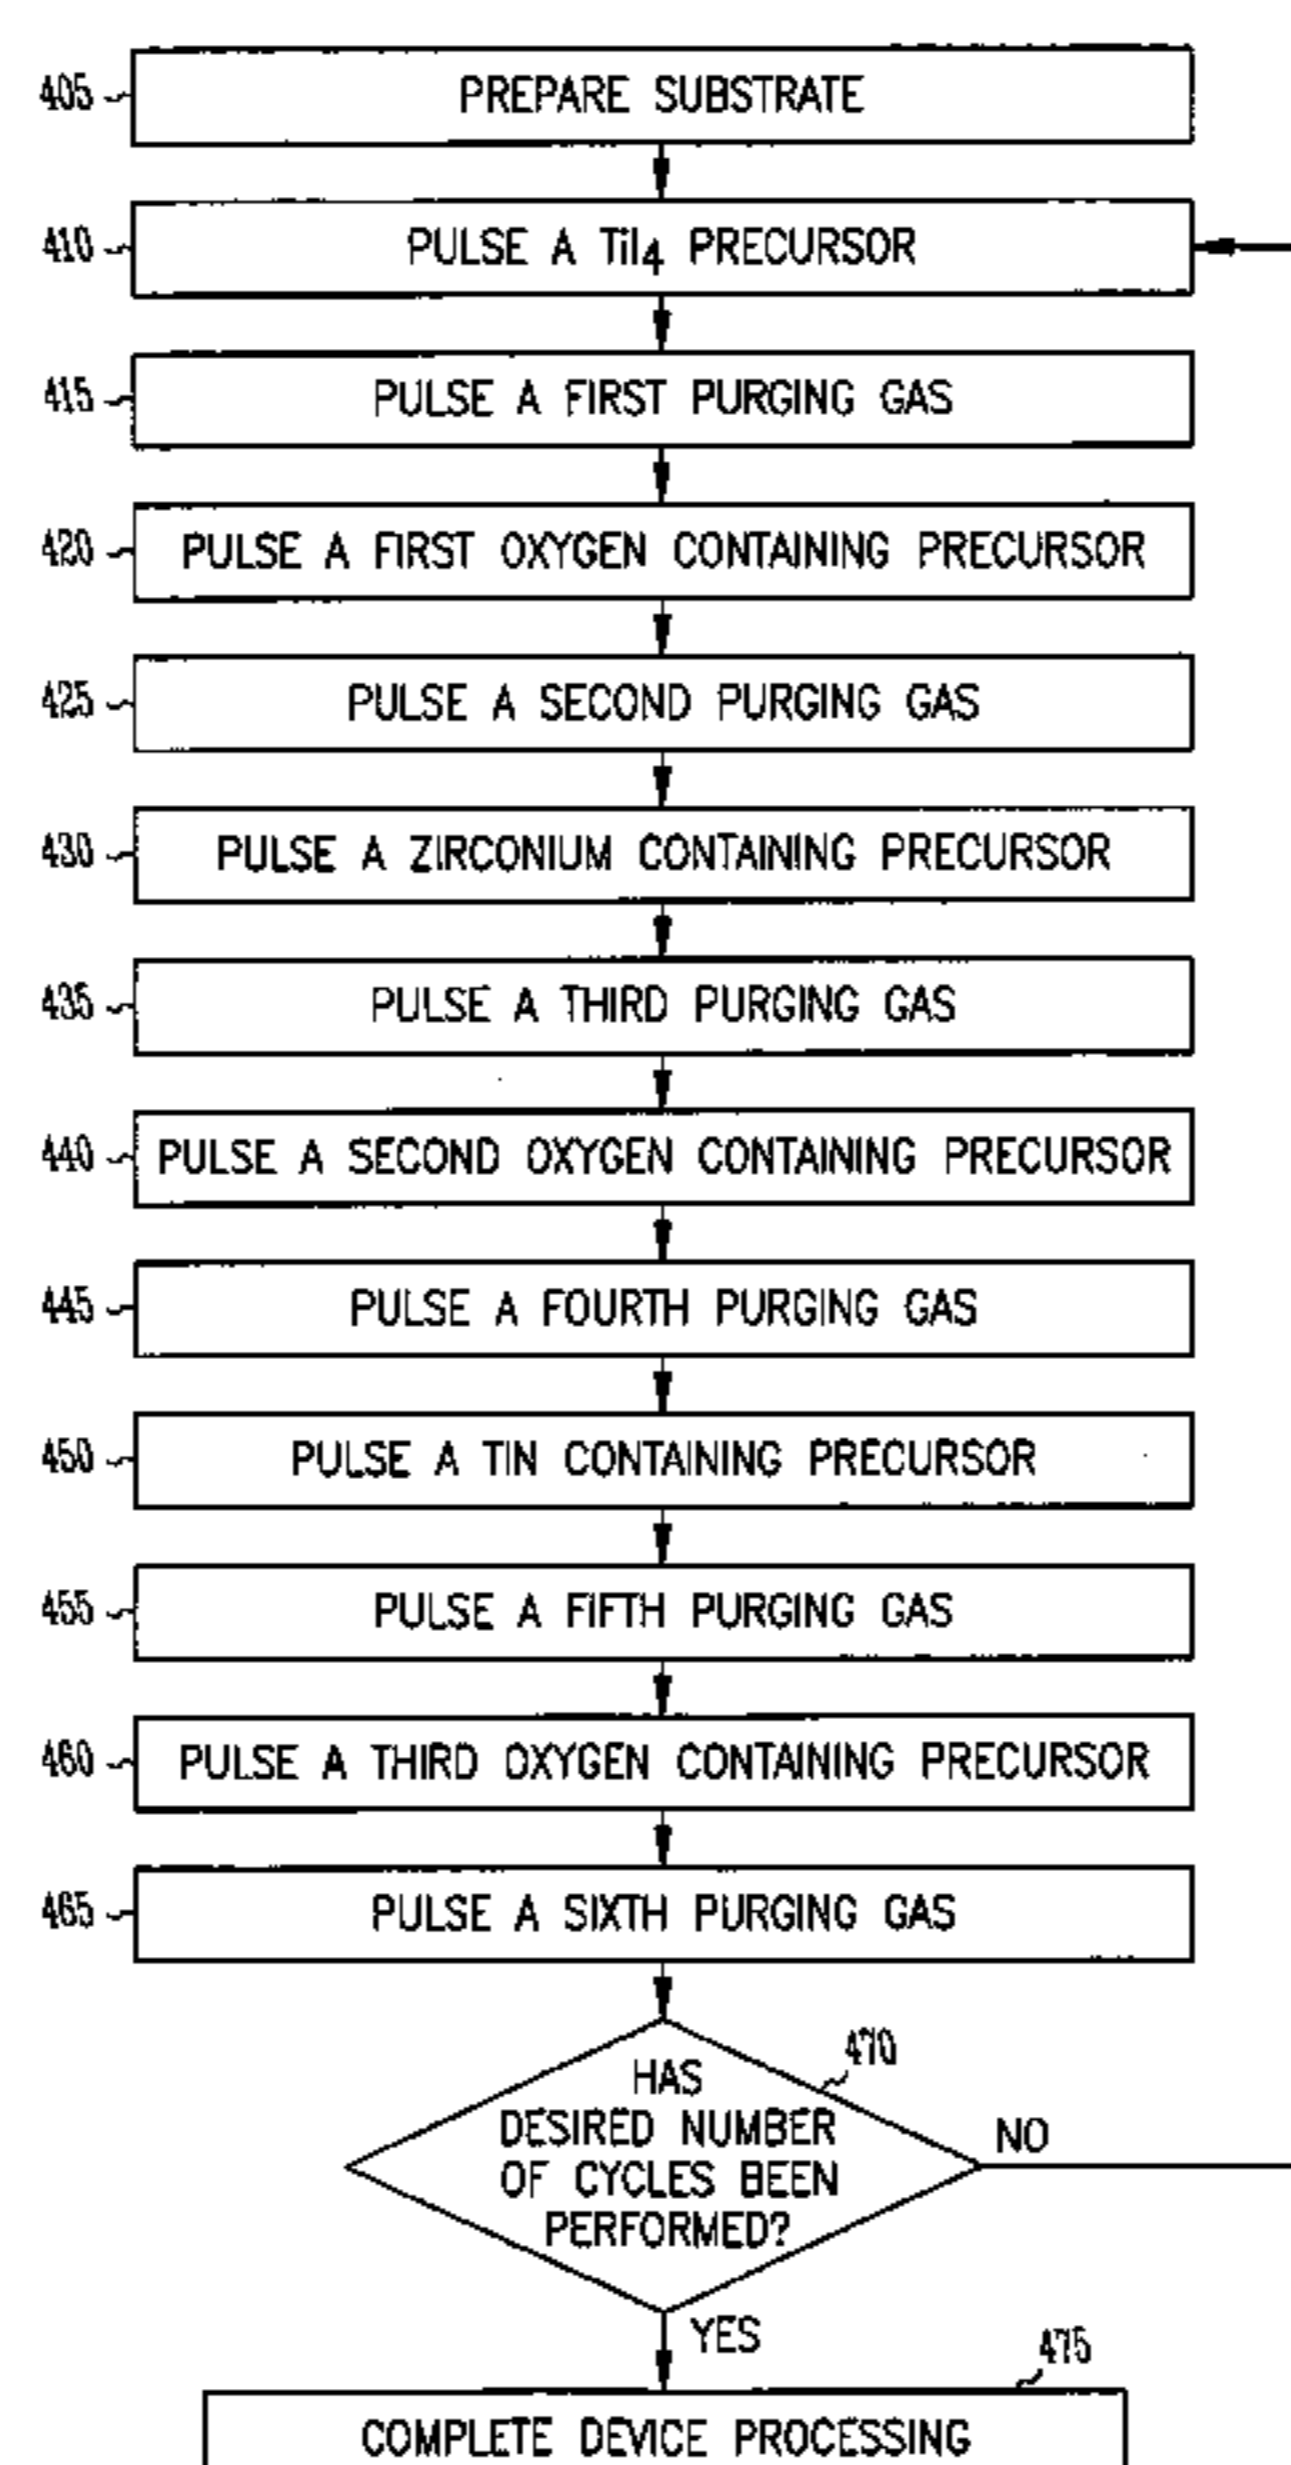 405 PREPARE SUBSTRATE
410 PULSE A TiI4 PRECURSOR
415 PULSE A FIRST PURGING GAS
420 PULSE A FIRST OXYGEN CONTAINING PRECURSOR
425 PULSE A SECOND PURGING GAS
430 PULSE A ZIRCONIUM CONTAINING PRECURSOR
435 PULSE A THIRD PURGING GAS
440 PULSE A SECOND OXYGEN CONTAINING PRECURSOR
445 PULSE A FOURTH PURGING GAS
450 PULSE A TIN CONTAINING PRECURSOR
455 PULSE A FIFTH PURGING GAS
460 PULSE A THIRD OXYGEN CONTAINING PRECURSOR
465 PULSE A SIXTH PURGING GAS
470
HAS
DESIRED NUMBER
OF CYCLES BEEN
PERFORMED?
NO
YES
475
COMPLETE DEVICE PROCESSING